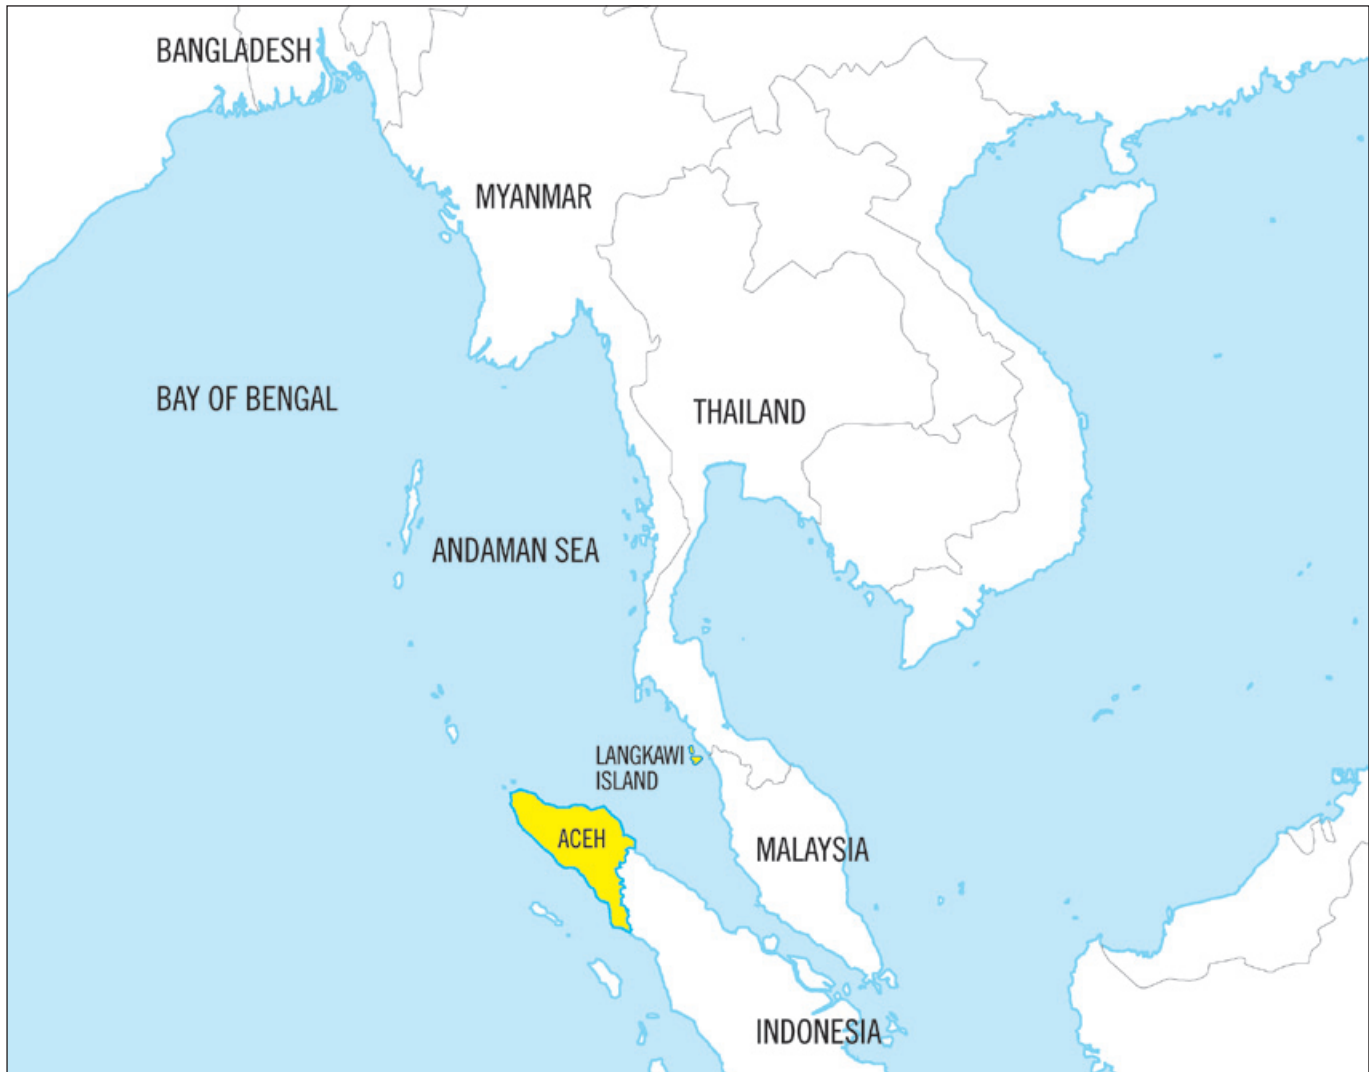 BANGLADESH
MYANMAR
BAY OF BENGAL
THAILAND
ANDAMAN SEA
LANGKAWI
ISLAND
ACEH
MALAYSIA
INDONESIA